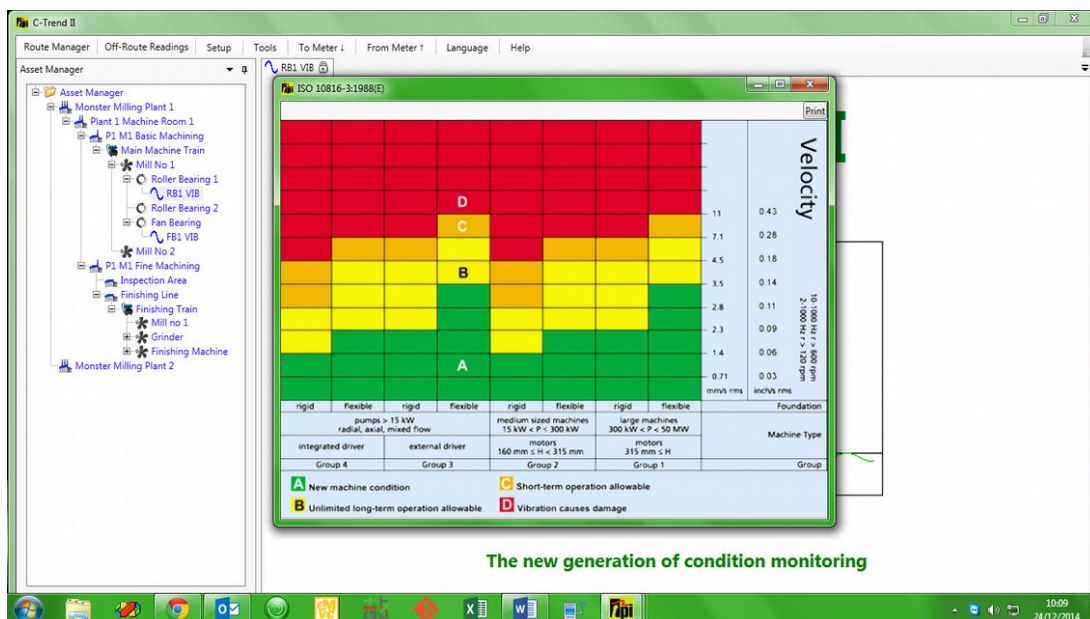 C-Trend II
Route Manager Off-Route Readings Setup Tools To Meter ↓ From Meter ↑ Language Help
Asset Manager
RB1 VIB
Asset Manager
Monster Milling Plant 1
Plant 1 Machine Room 1
P1 M1 Basic Machining
Main Machine Train
Mill No 1
Roller Bearing 1
RB1 VIB
Roller Bearing 2
Fan Bearing
FB1 VIB
Mill No 2
P1 M1 Fine Machining
Inspection Area
Finishing Line
Finishing Train
Mill no 1
Grinder
Finishing Machine
Monster Milling Plant 2
ISO 10816-3:1988(E)
Print
Velocity
D
C
B
A
11 0.43
7.1 0.28
4.5 0.18
3.5 0.14
2.8 0.11
2.3 0.09
1.4 0.06
0.71 0.03
mm/s rms inch/s rms
10-1000 Hz r > 600 rpm
2-1000 Hz r > 120 rpm
rigid flexible rigid flexible rigid flexible rigid flexible Foundation
pumps > 15 kW
radial, axial, mixed flow
medium sized machines
15 kW < P < 300 kW
large machines
300 kW < P < 50 MW
Machine Type
integrated driver external driver
motors
160 mm ≤ H < 315 mm
motors
315 mm ≤ H
Group 4 Group 3 Group 2 Group 1 Group
A New machine condition
C Short-term operation allowable
B Unlimited long-term operation allowable
D Vibration causes damage
The new generation of condition monitoring
10:09
24/12/2014